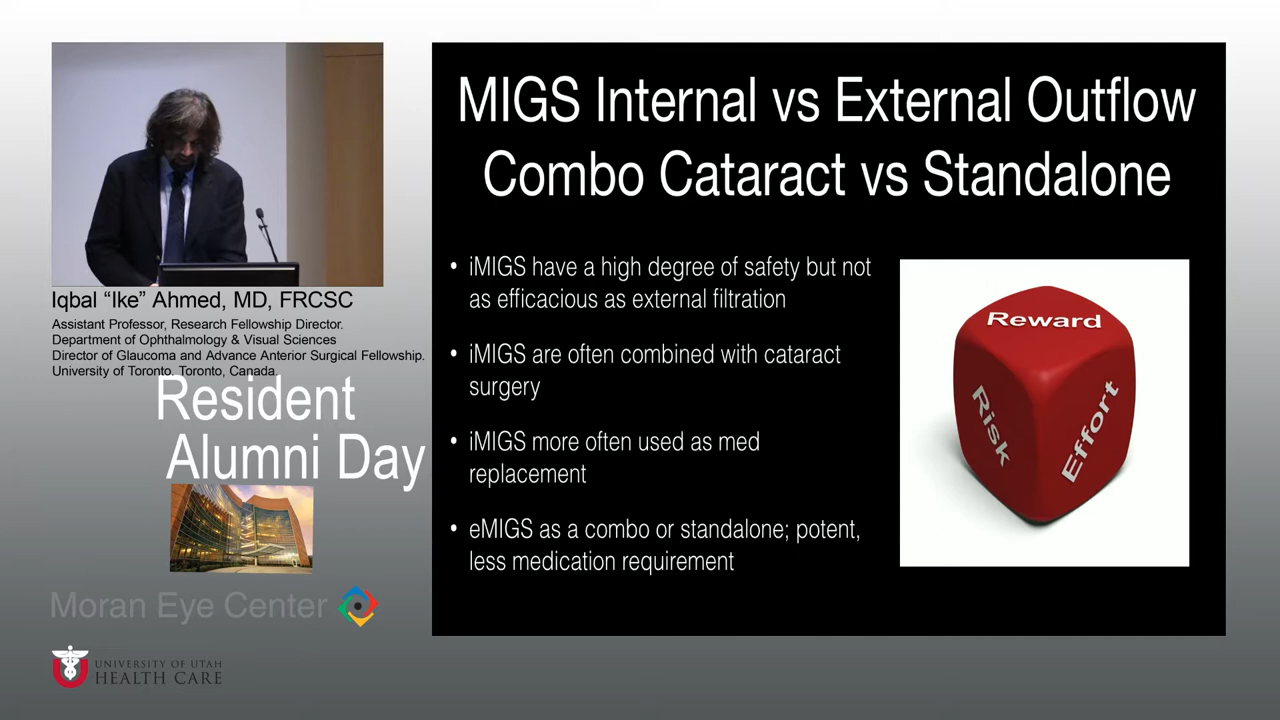 MIGS Internal vs External Outflow
Combo Cataract vs Standalone
• iMIGS have a high degree of safety but not
as efficacious as external filtration
• iMIGS are often combined with cataract
surgery
• iMIGS more often used as med
replacement
• eMIGS as a combo or standalone; potent,
less medication requirement
Reward
Risk
Effort
Iqbal “Ike” Ahmed, MD, FRCSC
Assistant Professor, Research Fellowship Director.
Department of Ophthalmology & Visual Sciences
Director of Glaucoma and Advance Anterior Surgical Fellowship.
University of Toronto, Toronto, Canada.
Resident
Alumni Day
Moran Eye Center
UNIVERSITY OF UTAH
HEALTH CARE